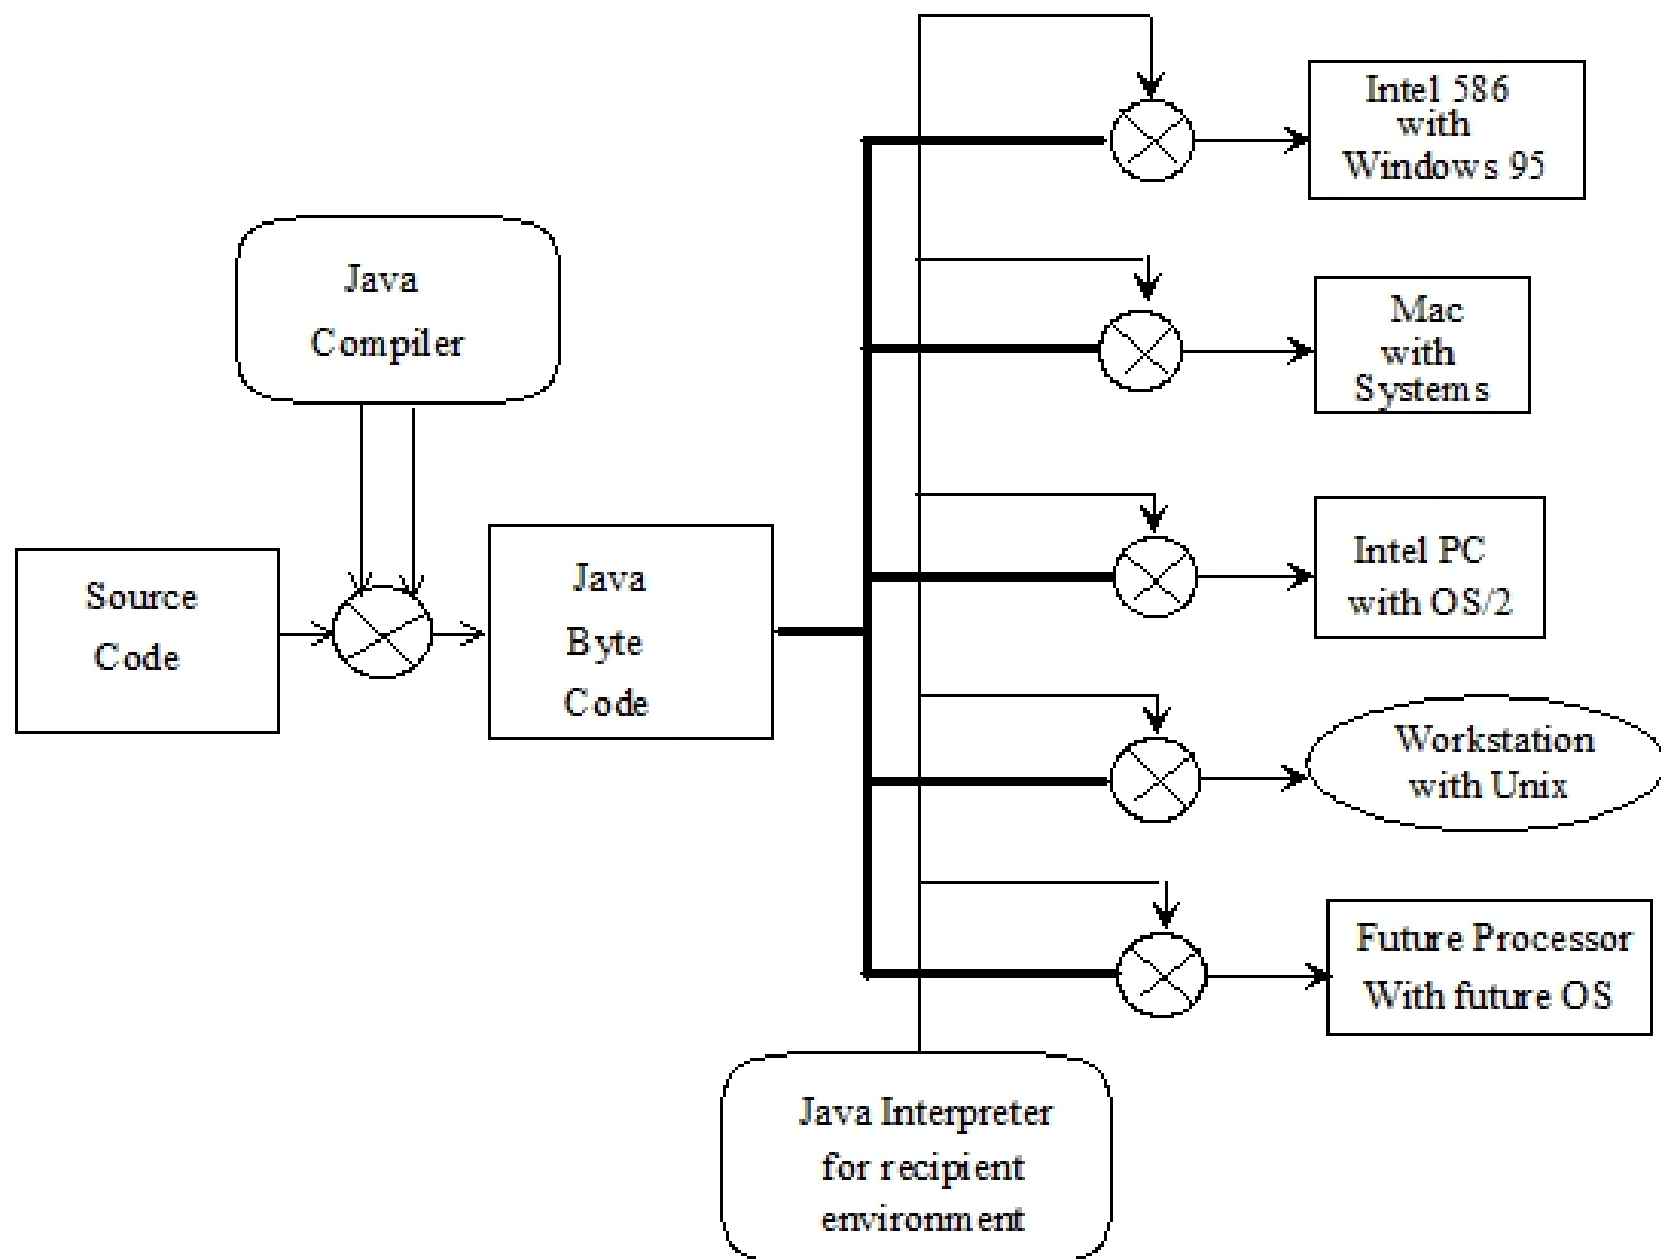 Intel 586
with
Windows 95
Java
Compiler
Mac
with
Systems
Source
Code
Java
Byte
Code
Intel PC
with OS/2
Workstation
with Unix
Future Processor
With future OS
Java Interpreter
for recipient
environment